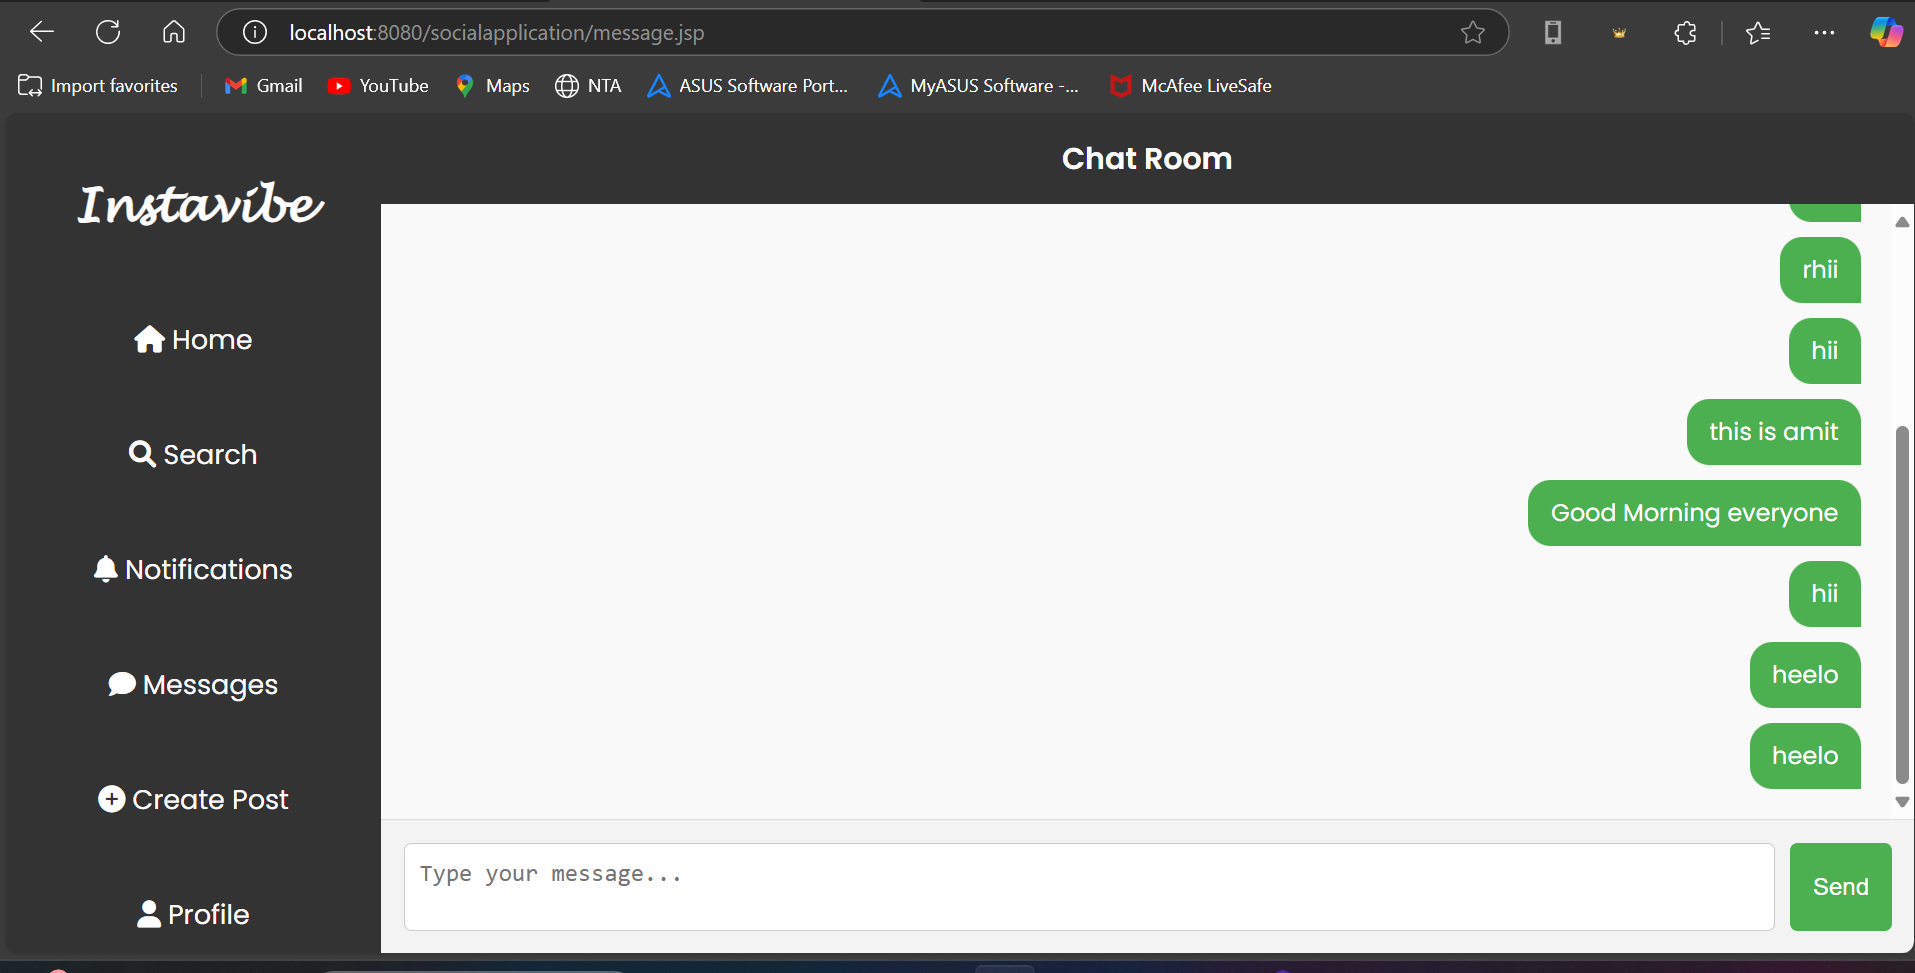 localhost:8080/socialapplication/message.jsp
Import favorites
Gmail
YouTube
Maps
NTA
ASUS Software Port...
MyASUS Software -...
McAfee LiveSafe
Instavibe
Home
Search
Notifications
Messages
Create Post
Profile
Chat Room
rhii
hii
this is amit
Good Morning everyone
hii
heelo
heelo
Type your message...
Send